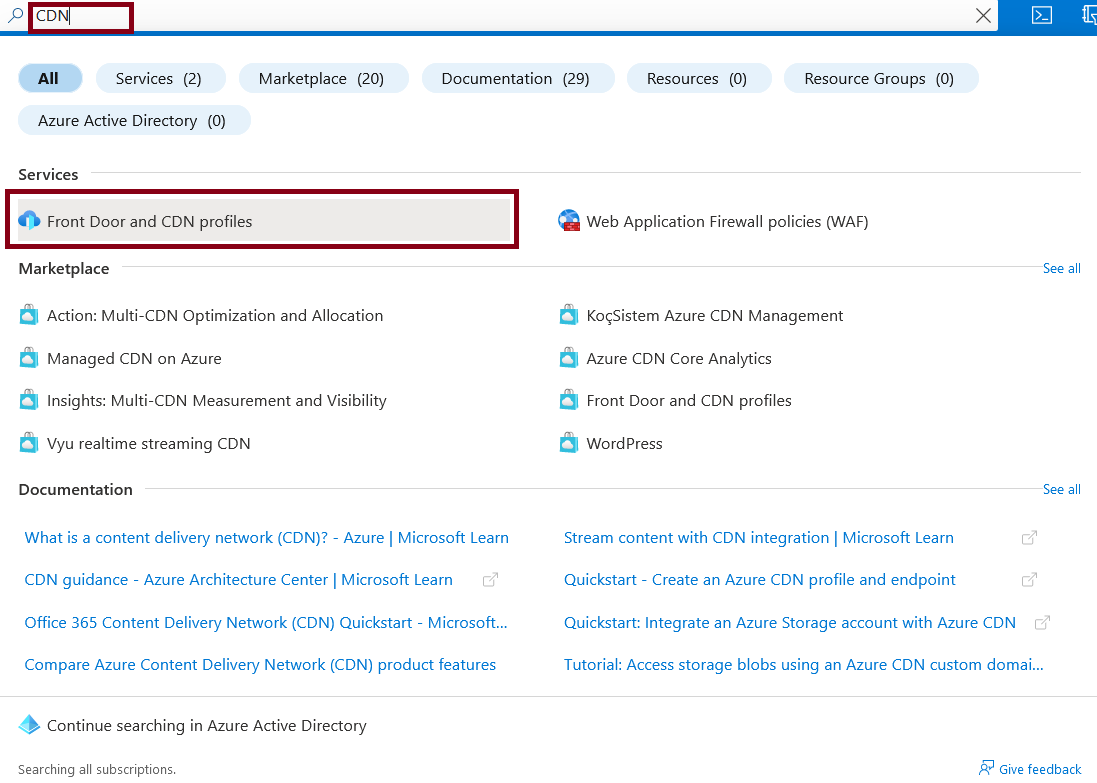 CDN
All
Services (2)
Marketplace (20)
Documentation (29)
Resources (0)
Resource Groups (0)
Azure Active Directory (0)
Services
Front Door and CDN profiles
Web Application Firewall policies (WAF)
Marketplace
See all
Action: Multi-CDN Optimization and Allocation
KoçSistem Azure CDN Management
Managed CDN on Azure
Azure CDN Core Analytics
Insights: Multi-CDN Measurement and Visibility
Front Door and CDN profiles
Vyu realtime streaming CDN
WordPress
Documentation
See all
What is a content delivery network (CDN)? - Azure | Microsoft Learn
Stream content with CDN integration | Microsoft Learn
CDN guidance - Azure Architecture Center | Microsoft Learn
Quickstart - Create an Azure CDN profile and endpoint
Office 365 Content Delivery Network (CDN) Quickstart - Microsoft...
Quickstart: Integrate an Azure Storage account with Azure CDN
Compare Azure Content Delivery Network (CDN) product features
Tutorial: Access storage blobs using an Azure CDN custom domai...
Continue searching in Azure Active Directory
Searching all subscriptions.
Give feedback